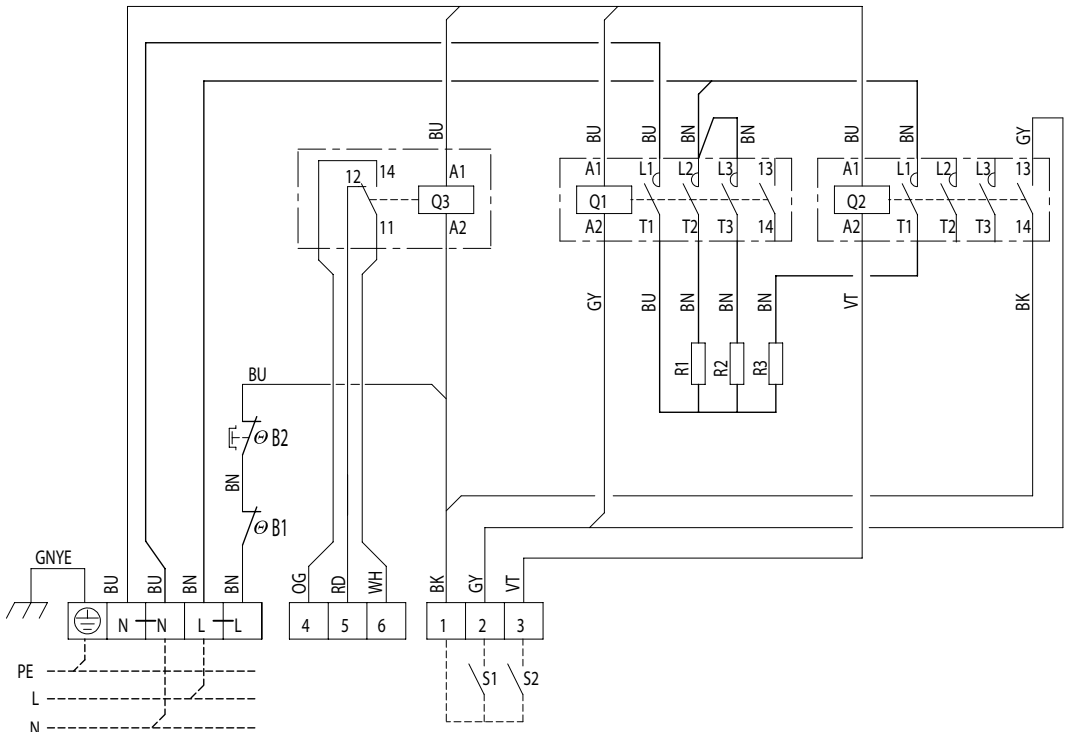 BU
BU
BU
BN
BN
BU
BN
GY
12
14
A1
A1
L1
L2
L3
13
A1
L1
L2
L3
13
Q3
Q1
Q2
11
A2
A2
T1
T2
T3
14
A2
T1
T2
T3
14
GY
BU
BN
BN
BN
VT
BK
R1
R2
R3
BU
Θ B2
BN
Θ B1
GNYE
BU
BU
BN
BN
OG
RD
WH
BK
GY
VT
N N L L
4 5 6
1 2 3
PE
S1
S2
L
N